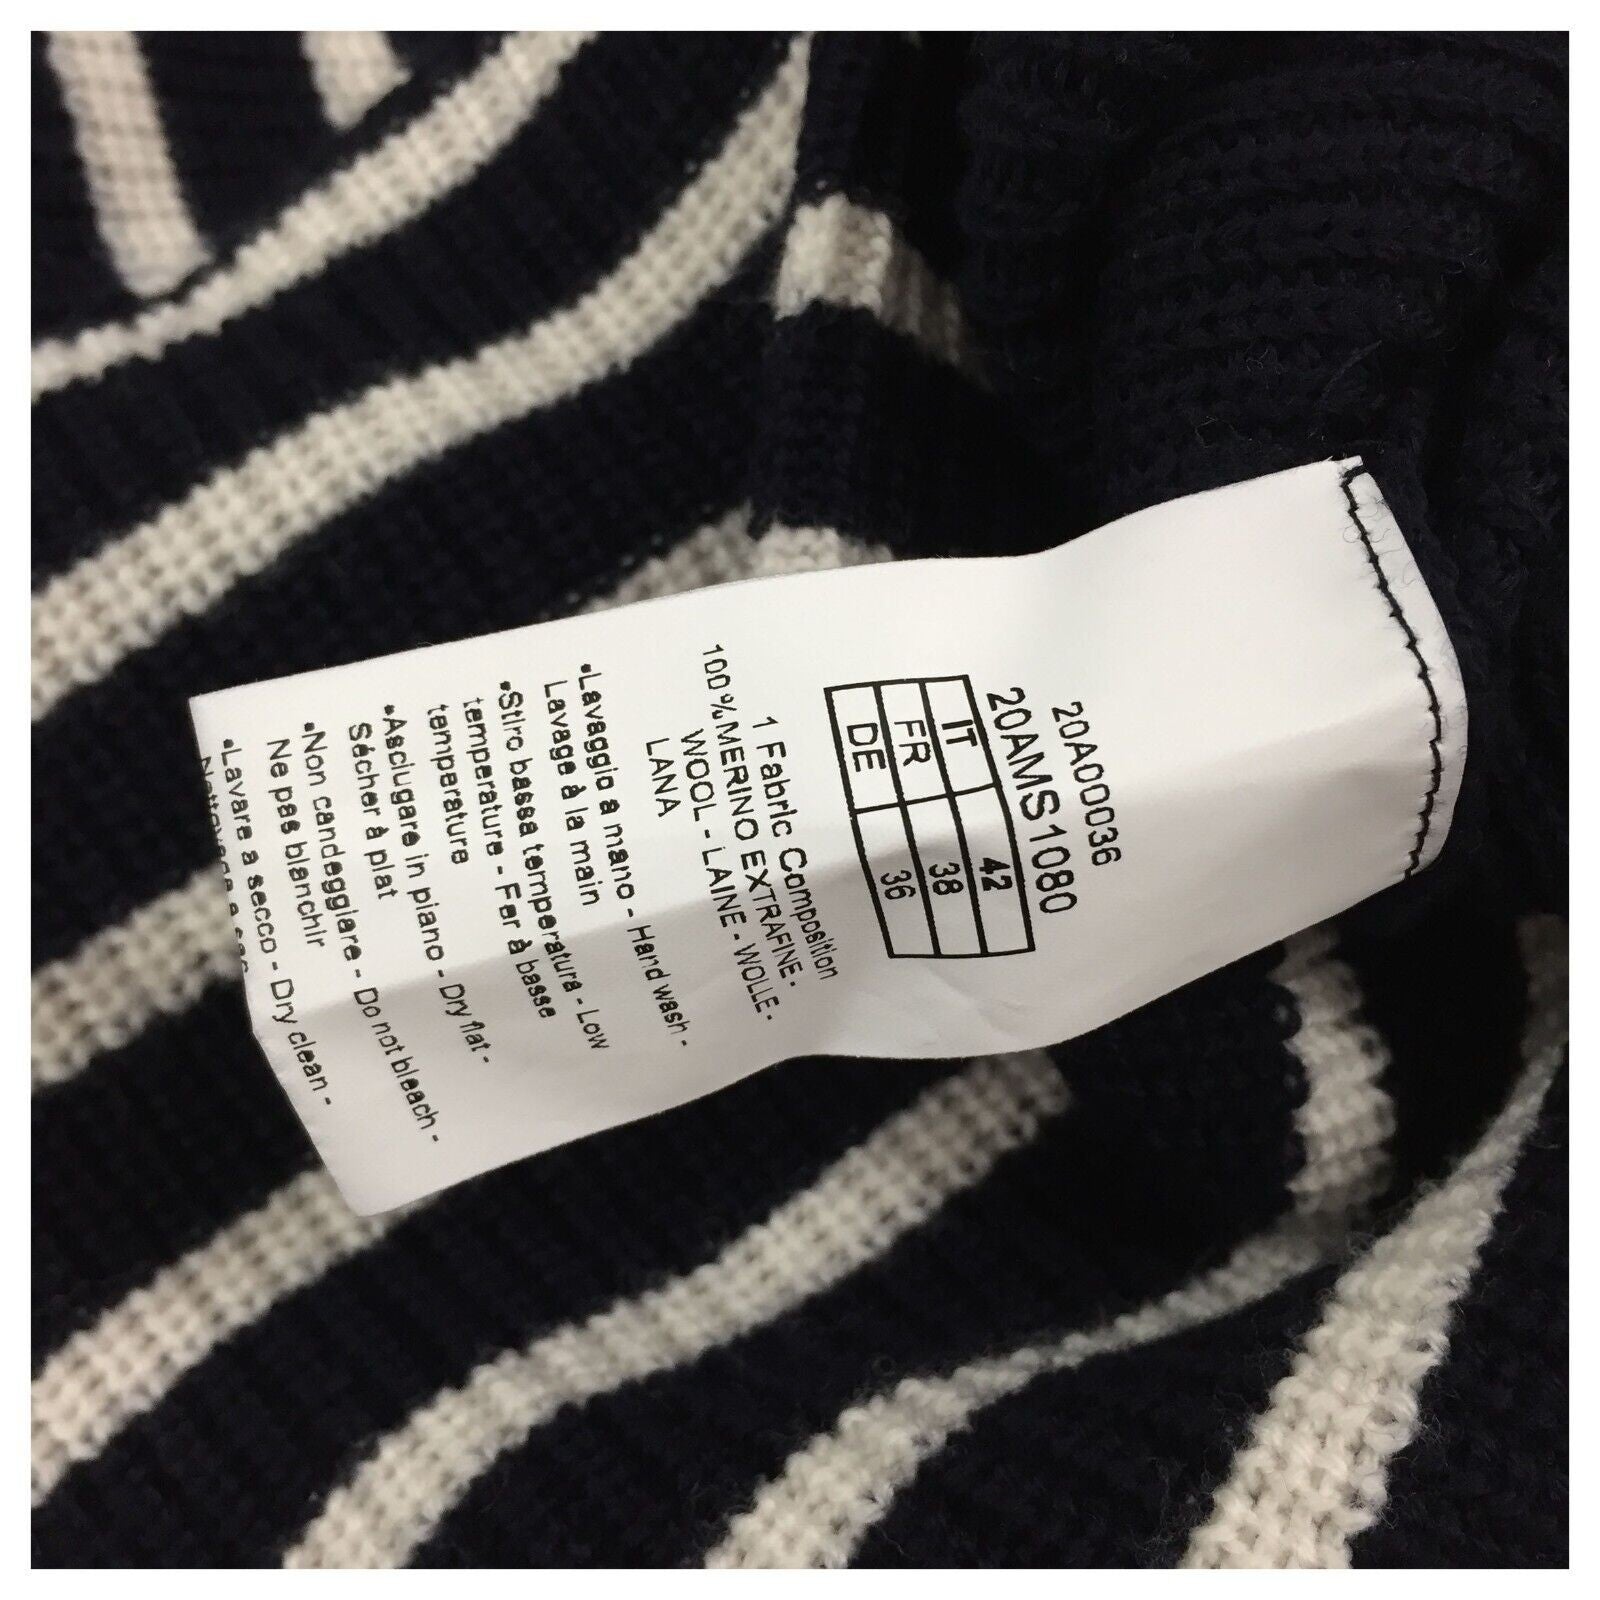 20A00036
20AMS1080
IT 42
FR 38
DE 36
1 Fabric Composition
100%MERINO EXTRAFINE -
WOOL - LAINE - WOLLE -
LANA
•Lavaggio a mano - Hand wash -
Lavage à la main
•Stiro bassa temperatura - Low
temperature - Fer à basse
temperature
•Asciugare in piano - Dry flat -
Sécher à plat
•Non candeggiare - Do not bleach -
Ne pas blanchir
•Lavare a secco - Dry clean -